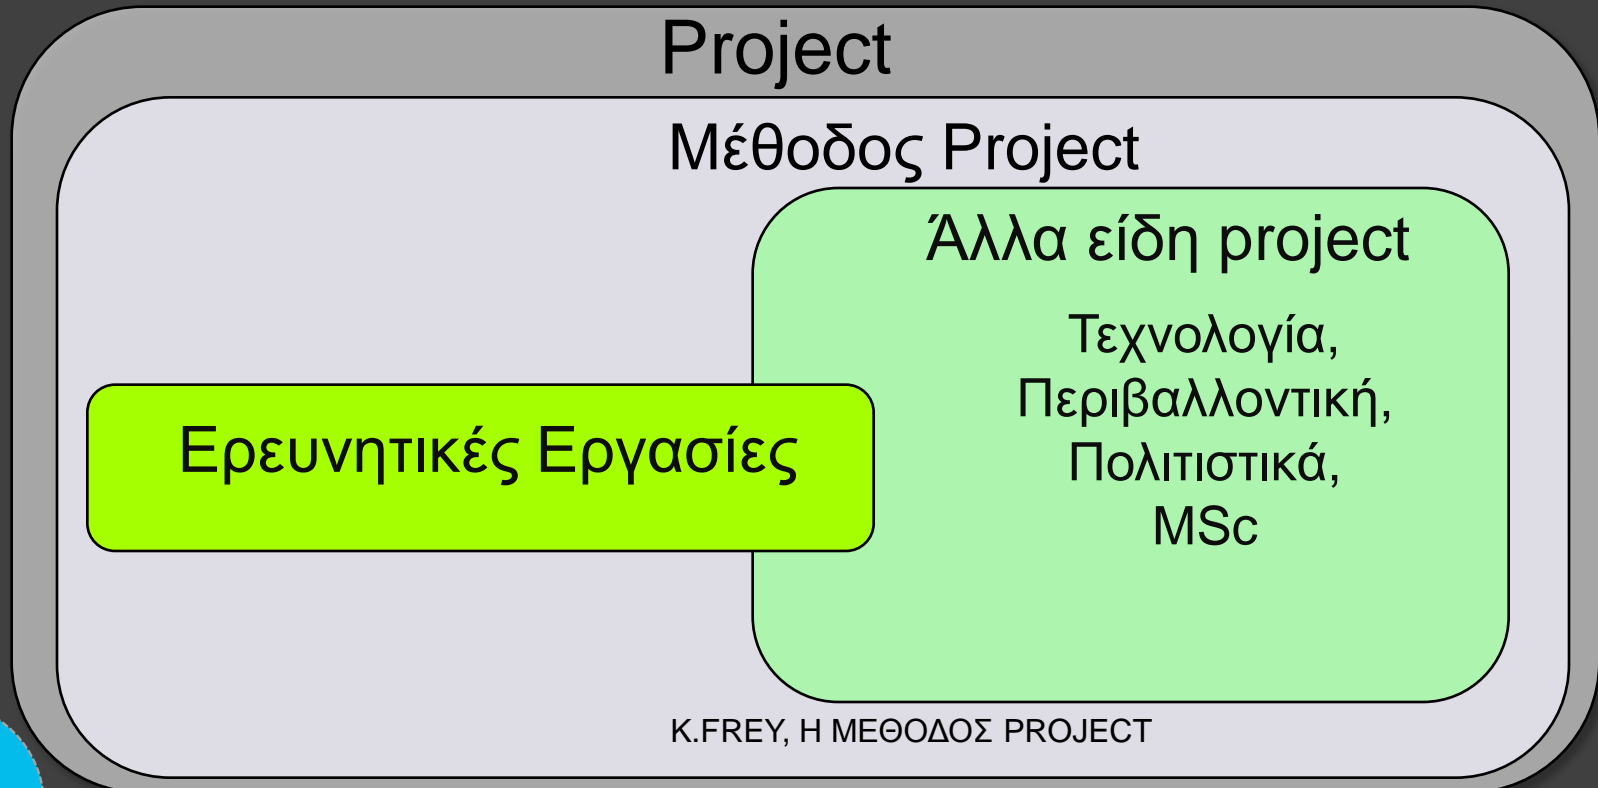 Project
Μέθοδος Project
Άλλα είδη project
Τεχνολογία,
Περιβαλλοντική,
Πολιτιστικά,
MSc
Ερευνητικές Εργασίες
K.FREY, Η ΜΕΘΟΔΟΣ PROJECT